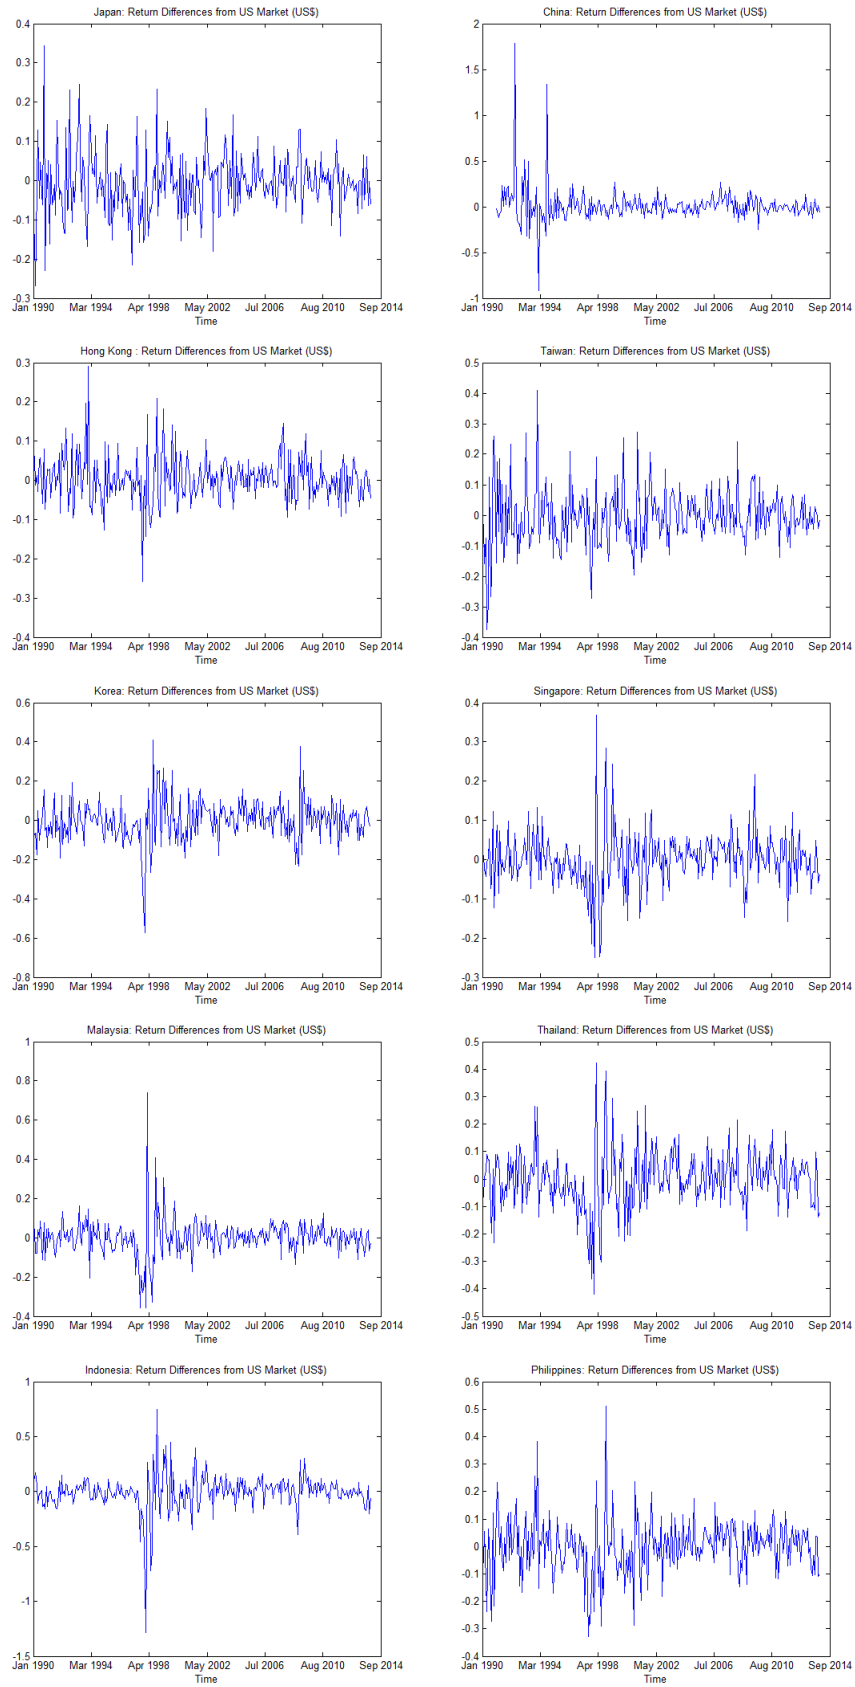 Japan: Return Differences from US Market (US$)
0.4
0.3
0.2
0.1
0
-0.1
-0.2
-0.3
Jan 1990 Mar 1994 Apr 1998 May 2002 Jul 2006 Aug 2010 Sep 2014
Time
China: Return Differences from US Market (US$)
2
1.5
1
0.5
0
-0.5
-1
Jan 1990 Mar 1994 Apr 1998 May 2002 Jul 2006 Aug 2010 Sep 2014
Time
Hong Kong : Return Differences from US Market (US$)
0.3
0.2
0.1
0
-0.1
-0.2
-0.3
-0.4
Jan 1990 Mar 1994 Apr 1998 May 2002 Jul 2006 Aug 2010 Sep 2014
Time
Taiwan: Return Differences from US Market (US$)
0.5
0.4
0.3
0.2
0.1
0
-0.1
-0.2
-0.3
-0.4
Jan 1990 Mar 1994 Apr 1998 May 2002 Jul 2006 Aug 2010 Sep 2014
Time
Korea: Return Differences from US Market (US$)
0.6
0.4
0.2
0
-0.2
-0.4
-0.6
-0.8
Jan 1990 Mar 1994 Apr 1998 May 2002 Jul 2006 Aug 2010 Sep 2014
Time
Singapore: Return Differences from US Market (US$)
0.4
0.3
0.2
0.1
0
-0.1
-0.2
-0.3
Jan 1990 Mar 1994 Apr 1998 May 2002 Jul 2006 Aug 2010 Sep 2014
Time
Malaysia: Return Differences from US Market (US$)
1
0.8
0.6
0.4
0.2
0
-0.2
-0.4
Jan 1990 Mar 1994 Apr 1998 May 2002 Jul 2006 Aug 2010 Sep 2014
Time
Thailand: Return Differences from US Market (US$)
0.5
0.4
0.3
0.2
0.1
0
-0.1
-0.2
-0.3
-0.4
-0.5
Jan 1990 Mar 1994 Apr 1998 May 2002 Jul 2006 Aug 2010 Sep 2014
Time
Indonesia: Return Differences from US Market (US$)
1
0.5
0
-0.5
-1
-1.5
Jan 1990 Mar 1994 Apr 1998 May 2002 Jul 2006 Aug 2010 Sep 2014
Time
Philippines: Return Differences from US Market (US$)
0.6
0.5
0.4
0.3
0.2
0.1
0
-0.1
-0.2
-0.3
-0.4
Jan 1990 Mar 1994 Apr 1998 May 2002 Jul 2006 Aug 2010 Sep 2014
Time